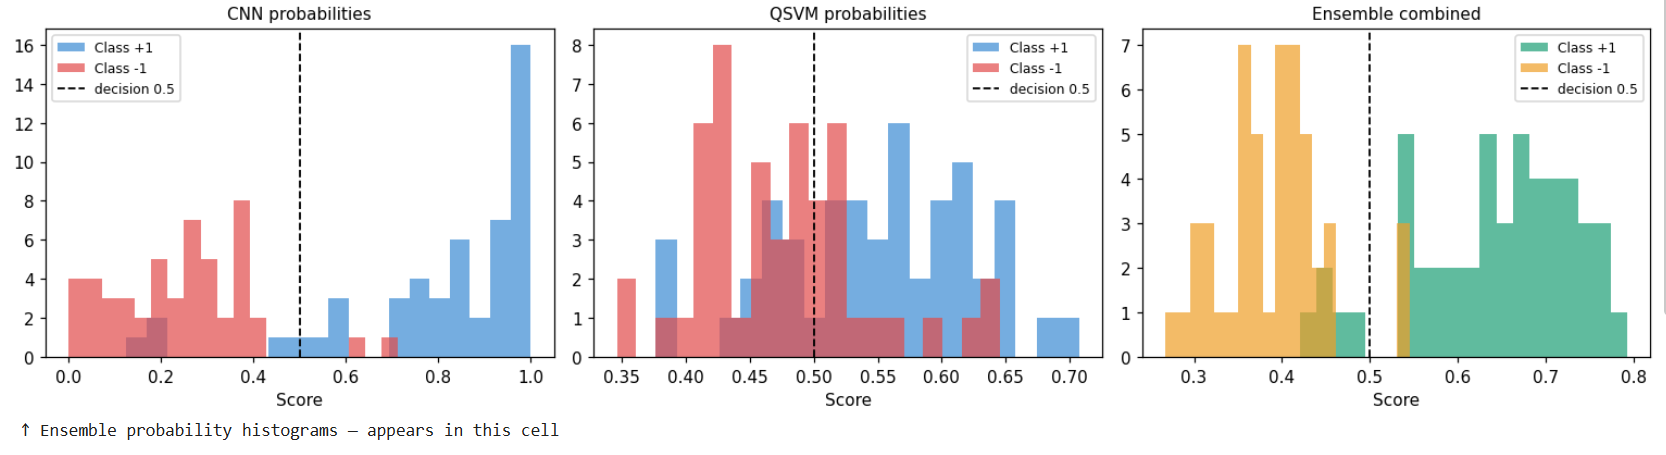 CNN probabilities
Class +1
Class -1
decision 0.5
16
14
12
10
8
6
4
2
0
0.0 0.2 0.4 0.6 0.8 1.0
Score
QSVM probabilities
Class +1
Class -1
decision 0.5
8
7
6
5
4
3
2
1
0
0.35 0.40 0.45 0.50 0.55 0.60 0.65 0.70
Score
Ensemble combined
Class +1
Class -1
decision 0.5
7
6
5
4
3
2
1
0
0.3 0.4 0.5 0.6 0.7 0.8
Score
↑ Ensemble probability histograms — appears in this cell